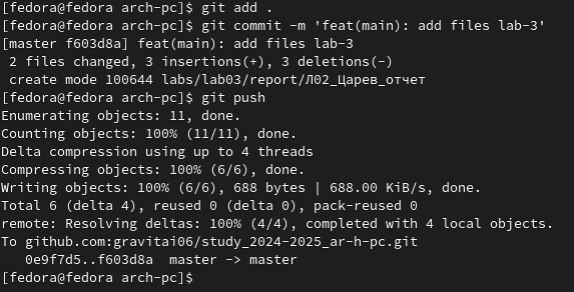 [fedora@fedora arch-pc]$ git add .
[fedora@fedora arch-pc]$ git commit -m 'feat(main): add files lab-3'
[master f603d8a] feat(main): add files lab-3
 2 files changed, 3 insertions(+), 3 deletions(-)
 create mode 100644 labs/lab03/report/Л02_Царев_отчет
[fedora@fedora arch-pc]$ git push
Enumerating objects: 11, done.
Counting objects: 100% (11/11), done.
Delta compression using up to 4 threads
Compressing objects: 100% (6/6), done.
Writing objects: 100% (6/6), 688 bytes | 688.00 KiB/s, done.
Total 6 (delta 4), reused 0 (delta 0), pack-reused 0
remote: Resolving deltas: 100% (4/4), completed with 4 local objects.
To github.com:gravitai06/study_2024-2025_ar-h-pc.git
   0e9f7d5..f603d8a  master -> master
[fedora@fedora arch-pc]$